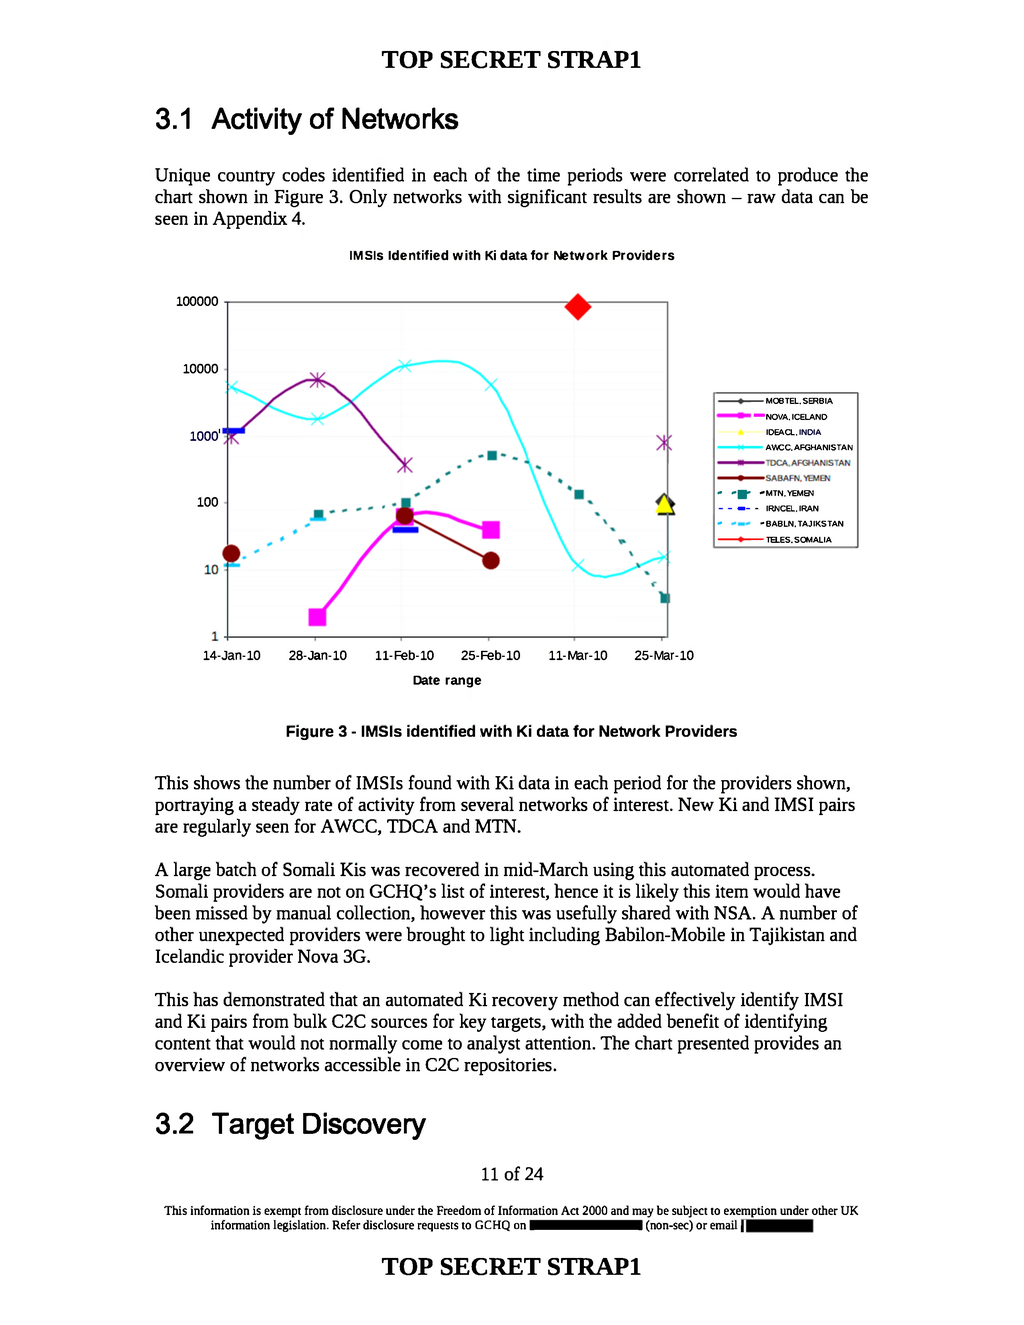 TOP SECRET STRAP1
3.1 Activity of Networks
Unique country codes identified in each of the time periods were correlated to produce the
chart shown in Figure 3. Only networks with significant results are shown – raw data can be
seen in Appendix 4.
IMSIs Identified with Ki data for Network Providers
100000
10000
1000
100
10
1
14-Jan-10 28-Jan-10 11-Feb-10 25-Feb-10 11-Mar-10 25-Mar-10
Date range
MOBTEL, SERBIA
NOVA, ICELAND
IDEACL, INDIA
AWCC, AFGHANISTAN
TDCA, AFGHANISTAN
SABAFN, YEMEN
MTN, YEMEN
IRNCEL, IRAN
BABLN, TAJIKSTAN
TELES, SOMALIA
Figure 3 - IMSIs identified with Ki data for Network Providers
This shows the number of IMSIs found with Ki data in each period for the providers shown,
portraying a steady rate of activity from several networks of interest. New Ki and IMSI pairs
are regularly seen for AWCC, TDCA and MTN.
A large batch of Somali Kis was recovered in mid-March using this automated process.
Somali providers are not on GCHQ's list of interest, hence it is likely this item would have
been missed by manual collection, however this was usefully shared with NSA. A number of
other unexpected providers were brought to light including Babilon-Mobile in Tajikistan and
Icelandic provider Nova 3G.
This has demonstrated that an automated Ki recovery method can effectively identify IMSI
and Ki pairs from bulk C2C sources for key targets, with the added benefit of identifying
content that would not normally come to analyst attention. The chart presented provides an
overview of networks accessible in C2C repositories.
3.2 Target Discovery
11 of 24
This information is exempt from disclosure under the Freedom of Information Act 2000 and may be subject to exemption under other UK
information legislation. Refer disclosure requests to GCHQ on (non-sec) or email
TOP SECRET STRAP1